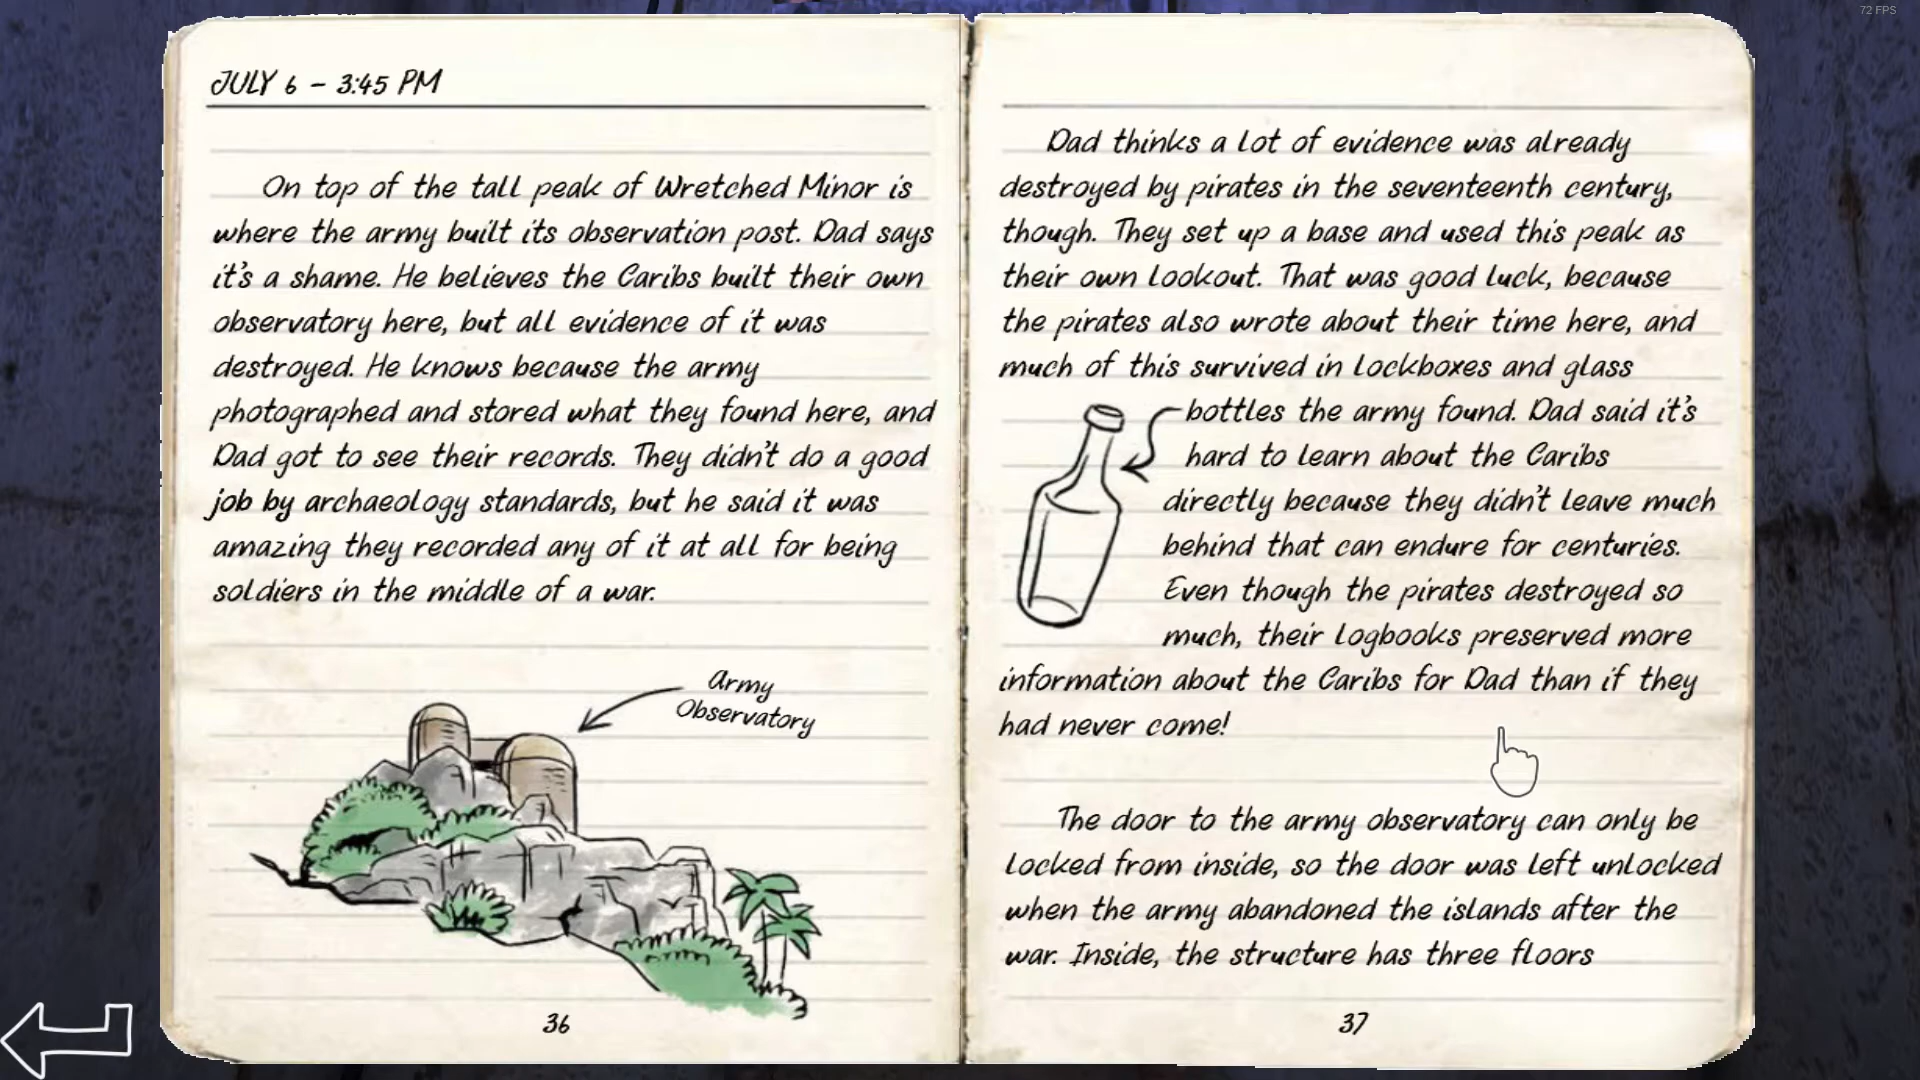 72 FPS
JULY 6 - 3:45 PM
On top of the tall peak of Wretched Minor is
where the army built its observation post. Dad says
it's a shame. He believes the Caribs built their own
observatory here, but all evidence of it was
destroyed. He knows because the army
photographed and stored what they found here, and
Dad got to see their records. They didn't do a good
job by archaeology standards, but he said it was
amazing they recorded any of it at all for being
soldiers in the middle of a war.
Army
Observatory
36
Dad thinks a lot of evidence was already
destroyed by pirates in the seventeenth century,
though. They set up a base and used this peak as
their own lookout. That was good luck, because
the pirates also wrote about their time here, and
much of this survived in lockboxes and glass
bottles the army found. Dad said it's
hard to learn about the Caribs
directly because they didn't leave much
behind that can endure for centuries.
Even though the pirates destroyed so
much, their logbooks preserved more
information about the Caribs for Dad than if they
had never come!
The door to the army observatory can only be
locked from inside, so the door was left unlocked
when the army abandoned the islands after the
war. Inside, the structure has three floors
37